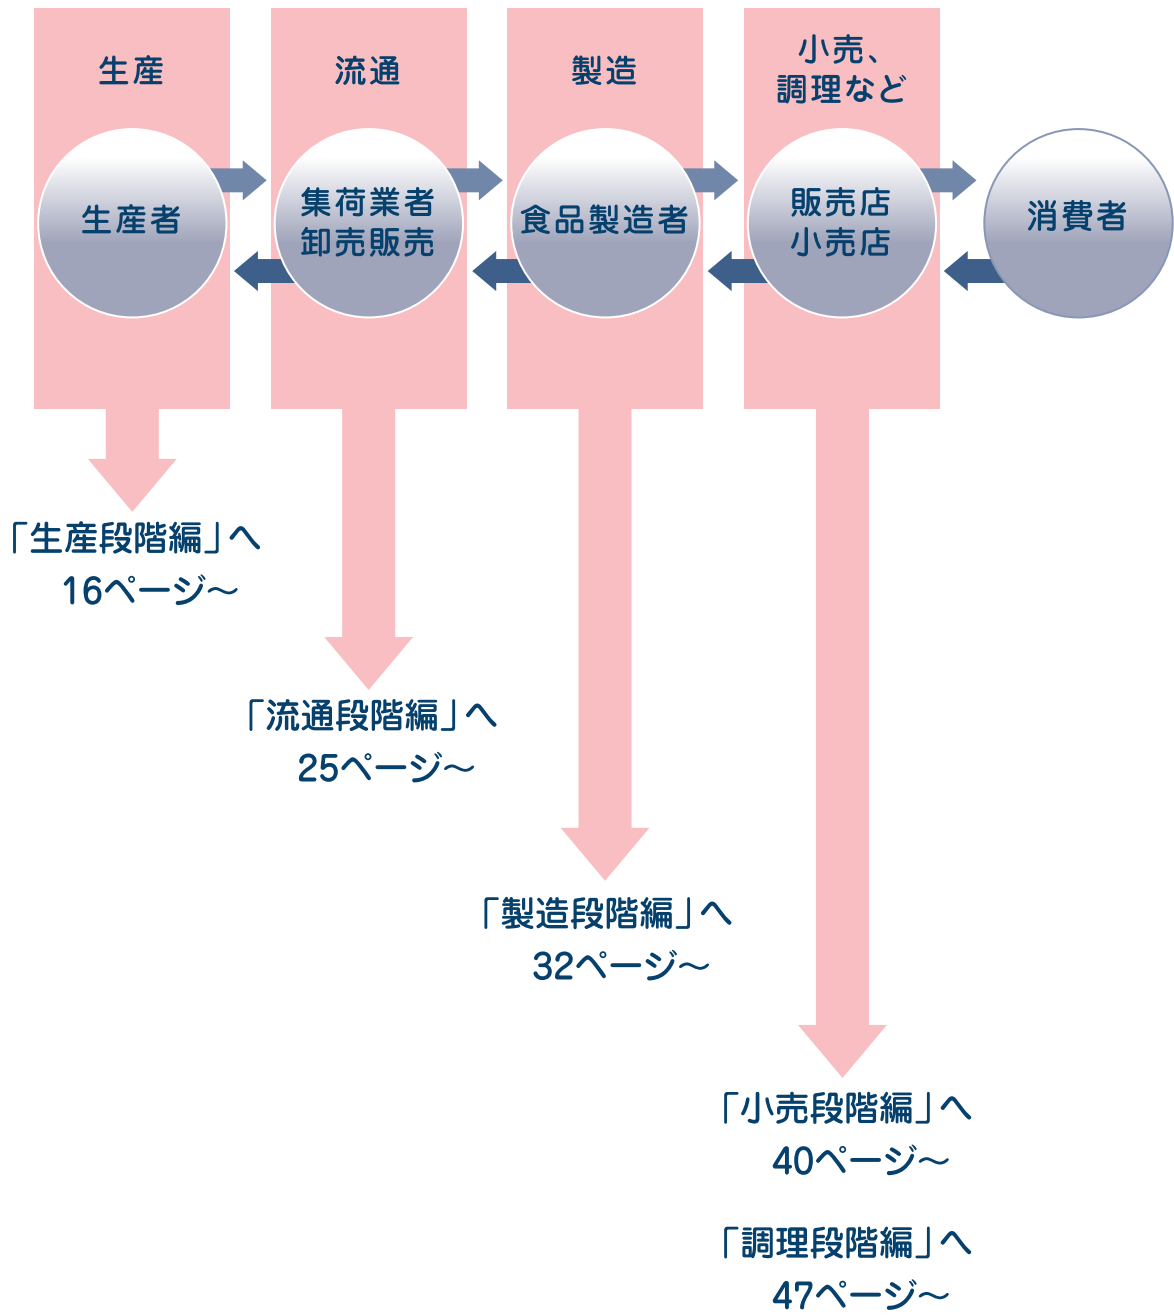 生産
流通
製造
小売、
調理など
生産者
集荷業者
卸売販売
食品製造者
販売店
小売店
消費者
「生産段階編」へ
16ページ～
「流通段階編」へ
25ページ～
「製造段階編」へ
32ページ～
「小売段階編」へ
40ページ～
「調理段階編」へ
47ページ～